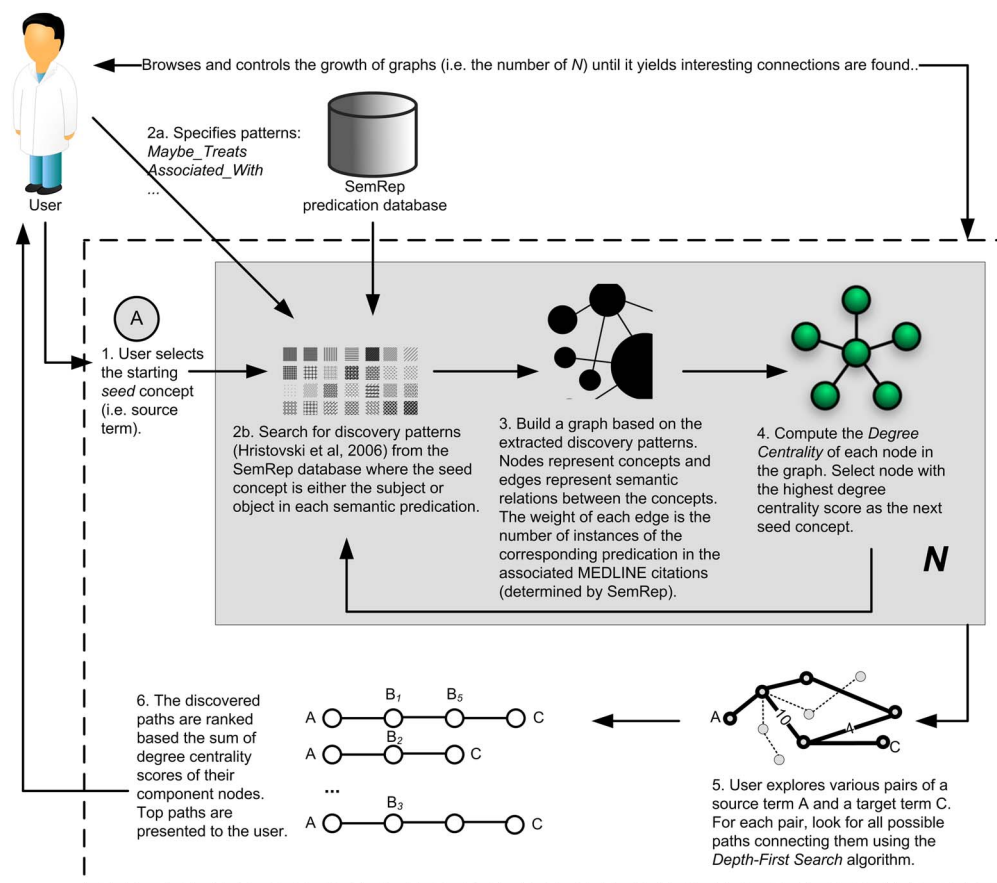 Browses and controls the growth of graphs (i.e. the number of N) until it yields interesting connections are found..
2a. Specifies patterns:
Maybe_Treats
Associated_With
...
SemRep
predication database
User
A
1. User selects
the starting
seed concept
(i.e. source
term).
2b. Search for discovery patterns
(Hristovski et al, 2006) from the
SemRep database where the seed
concept is either the subject or
object in each semantic predication.
3. Build a graph based on the
extracted discovery patterns.
Nodes represent concepts and
edges represent semantic
relations between the concepts.
The weight of each edge is the
number of instances of the
corresponding predication in the
associated MEDLINE citations
(determined by SemRep).
4. Compute the Degree
Centrality of each node in
the graph. Select node with
the highest degree
centrality score as the next
seed concept.
N
A
10
4
C
5. User explores various pairs of a
source term A and a target term C.
For each pair, look for all possible
paths connecting them using the
Depth-First Search algorithm.
B1 B5
A C
B2
A C
...
B3
A C
6. The discovered
paths are ranked
based the sum of
degree centrality
scores of their
component nodes.
Top paths are
presented to the user.